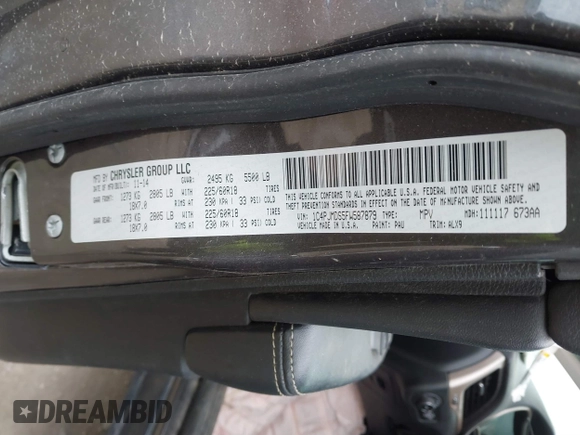 MFD BY CHRYSLER GROUP LLC
DATE OF MFR/BUILT: 11-14 GVWR: 2495 KG 5500 LB
GAWR FRONT: 1273 KG 2805 LB WITH 225/60R18 TIRES
18X7.0 RIMS AT 230 KPA ( 33 PSI) COLD
GAWR REAR: 1273 KG 2805 LB WITH 225/60R18 TIRES
18X7.0 RIMS AT 230 KPA ( 33 PSI) COLD
THIS VEHICLE CONFORMS TO ALL APPLICABLE U.S.A. FEDERAL MOTOR VEHICLE SAFETY AND
THEFT PREVENTION STANDARDS IN EFFECT ON THE DATE OF MANUFACTURE SHOWN ABOVE.
VIN: 1C4PJMDS5FW587879 TYPE: MPV MDH: 111117 673AA
VEHICLE MADE IN U.S.A. PAINT: PAU TRIM: ALX9
DREAMBID